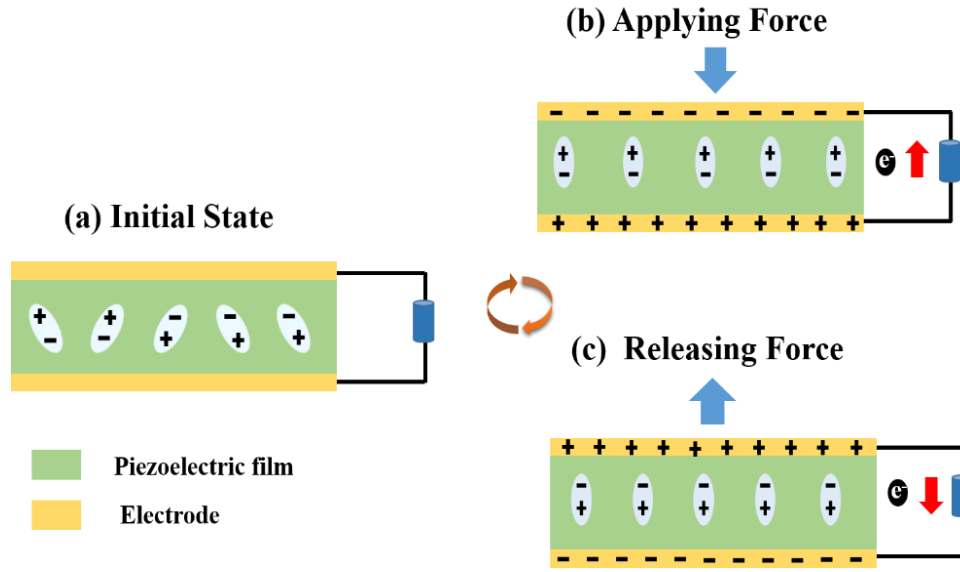 (b) Applying Force
- - - - - - - - - -
+ + + + +
- - - - -
e-
+ + + + + + + + + +
(a) Initial State
+ + - - -
- - + + +
(c) Releasing Force
+ + + + + + + + + +
- - - - -
+ + + + +
e-
- - - - - - - - - -
Piezoelectric film
Electrode